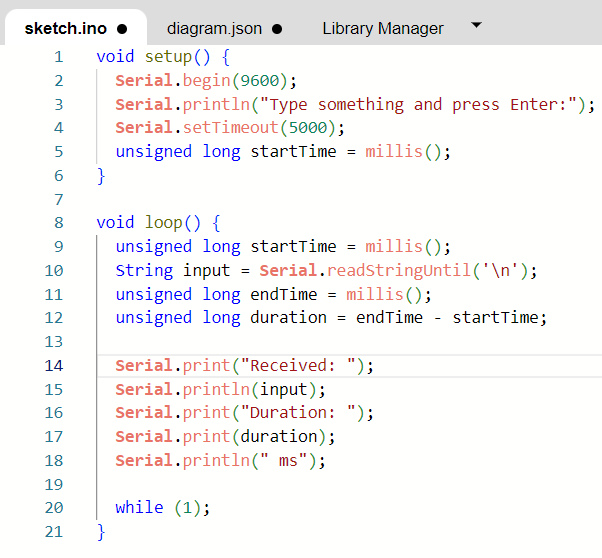 sketch.ino ● diagram.json ● Library Manager
1 void setup() {
2   Serial.begin(9600);
3   Serial.println("Type something and press Enter:");
4   Serial.setTimeout(5000);
5   unsigned long startTime = millis();
6 }
7
8 void loop() {
9   unsigned long startTime = millis();
10   String input = Serial.readStringUntil('\n');
11   unsigned long endTime = millis();
12   unsigned long duration = endTime - startTime;
13
14   Serial.print("Received: ");
15   Serial.println(input);
16   Serial.print("Duration: ");
17   Serial.print(duration);
18   Serial.println(" ms");
19
20   while (1);
21 }